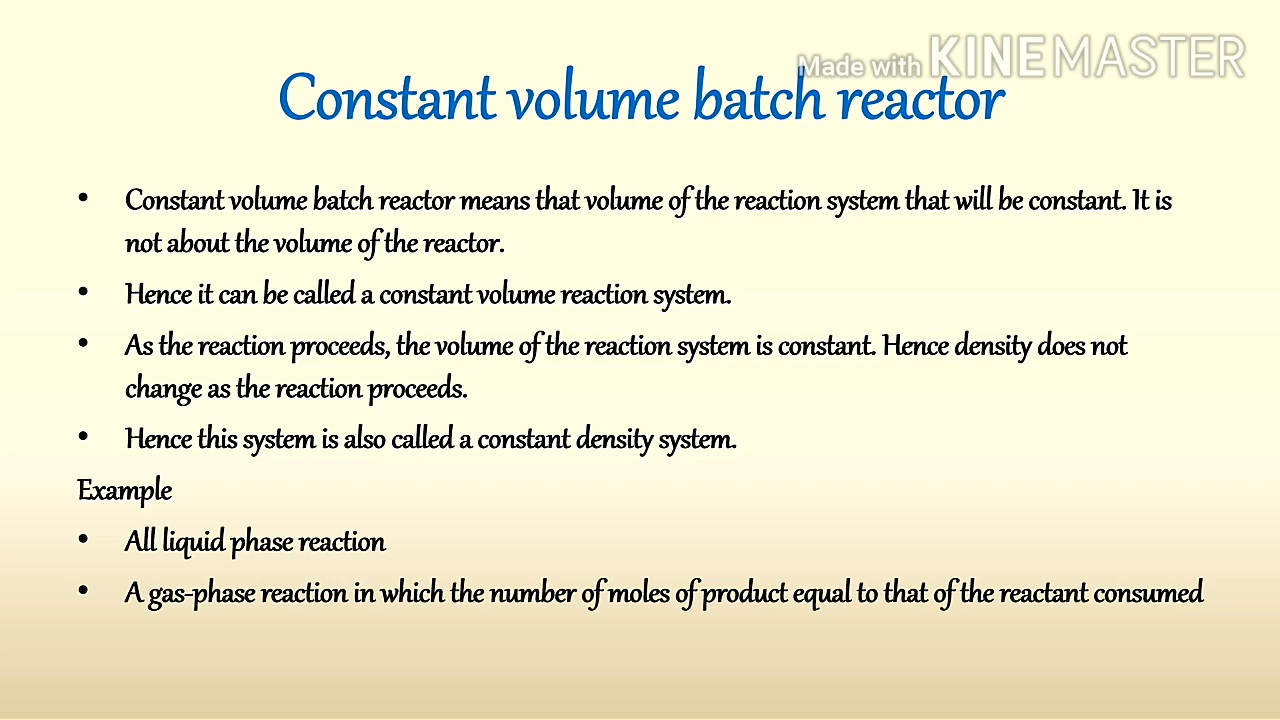 Made with KINEMASTER
Constant volume batch reactor
• Constant volume batch reactor means that volume of the reaction system that will be constant. It is
not about the volume of the reactor.
• Hence it can be called a constant volume reaction system.
• As the reaction proceeds, the volume of the reaction system is constant. Hence density does not
change as the reaction proceeds.
• Hence this system is also called a constant density system.
Example
• All liquid phase reaction
• A gas-phase reaction in which the number of moles of product equal to that of the reactant consumed